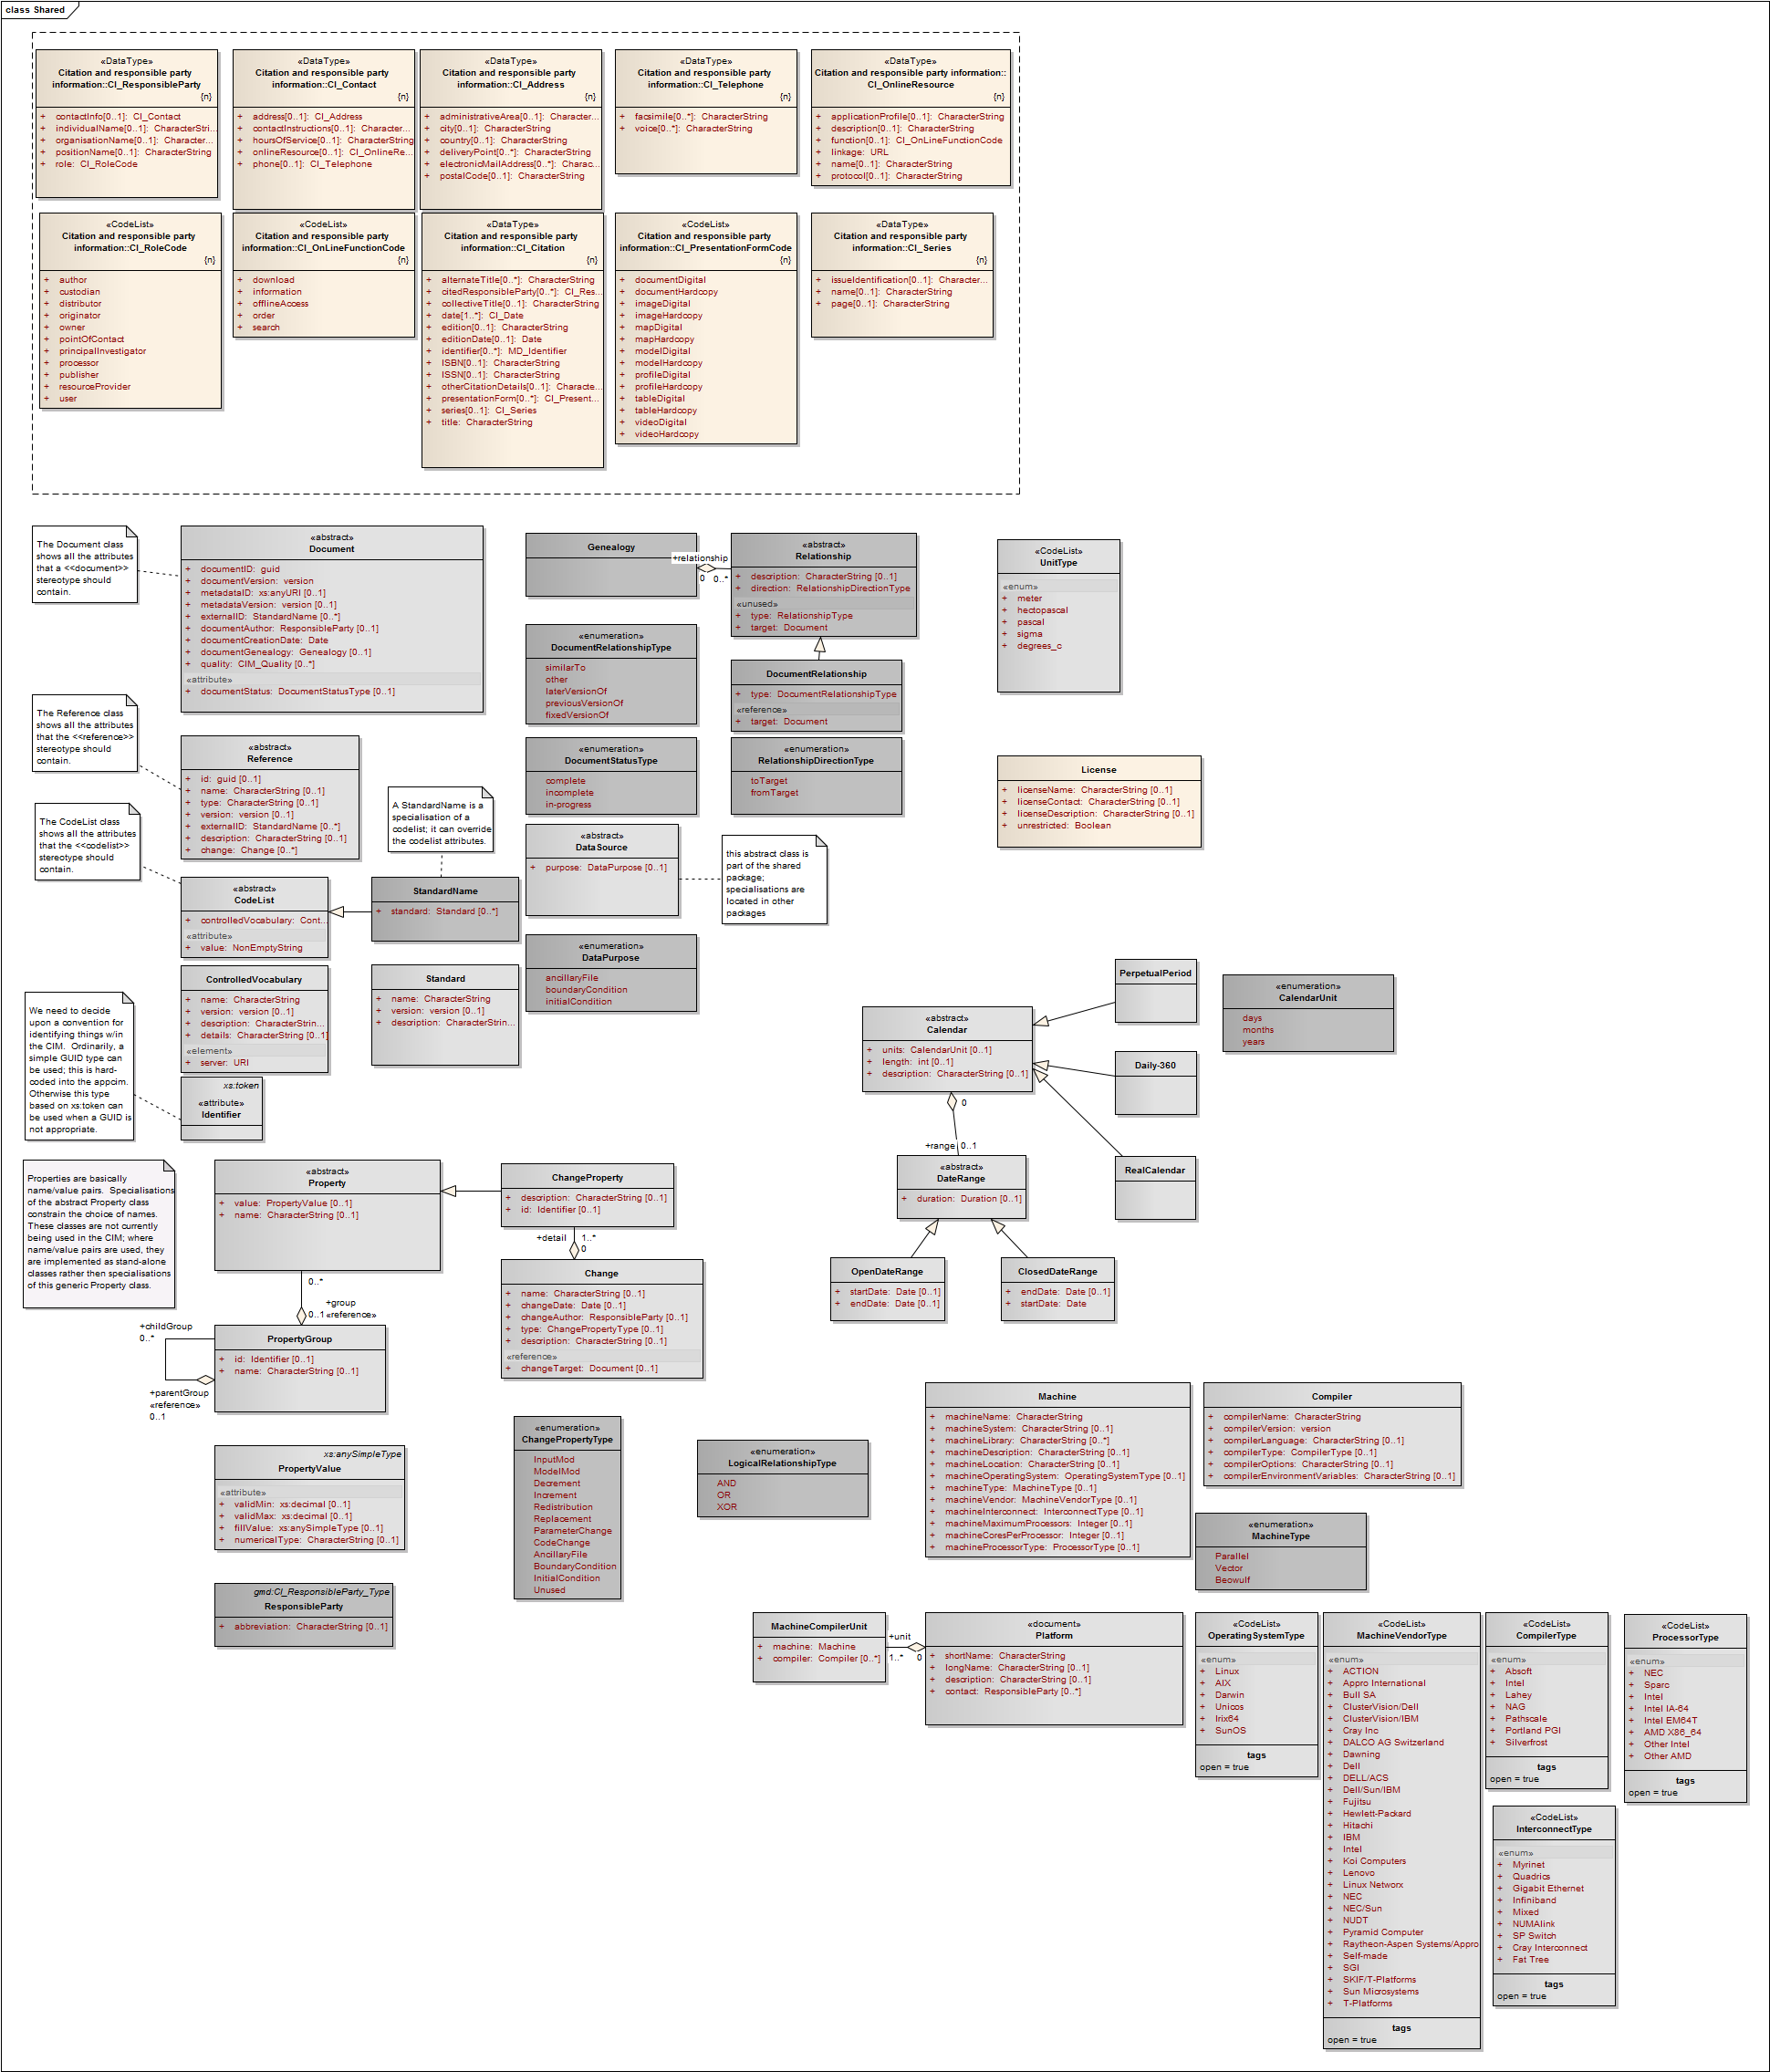 class Shared
«DataType»
Citation and responsible party
information::CI_ResponsibleParty
{n}
+ contactInfo[0..1]: CI_Contact
+ individualName[0..1]: CharacterStri...
+ organisationName[0..1]: Character...
+ positionName[0..1]: CharacterString
+ role: CI_RoleCode
«DataType»
Citation and responsible party
information::CI_Contact
{n}
+ address[0..1]: CI_Address
+ contactInstructions[0..1]: Character...
+ hoursOfService[0..1]: CharacterString
+ onlineResource[0..1]: CI_OnlineRe...
+ phone[0..1]: CI_Telephone
«DataType»
Citation and responsible party
information::CI_Address
{n}
+ administrativeArea[0..1]: Character...
+ city[0..1]: CharacterString
+ country[0..1]: CharacterString
+ deliveryPoint[0..*]: CharacterString
+ electronicMailAddress[0..*]: Charac...
+ postalCode[0..1]: CharacterString
«DataType»
Citation and responsible party
information::CI_Telephone
{n}
+ facsimile[0..*]: CharacterString
+ voice[0..*]: CharacterString
«DataType»
Citation and responsible party information::
CI_OnlineResource
{n}
+ applicationProfile[0..1]: CharacterString
+ description[0..1]: CharacterString
+ function[0..1]: CI_OnLineFunctionCode
+ linkage: URL
+ name[0..1]: CharacterString
+ protocol[0..1]: CharacterString
«CodeList»
Citation and responsible party
information::CI_RoleCode
{n}
+ author
+ custodian
+ distributor
+ originator
+ owner
+ pointOfContact
+ principalInvestigator
+ processor
+ publisher
+ resourceProvider
+ user
«CodeList»
Citation and responsible party
information::CI_OnLineFunctionCode
{n}
+ download
+ information
+ offlineAccess
+ order
+ search
«DataType»
Citation and responsible party
information::CI_Citation
{n}
+ alternateTitle[0..*]: CharacterString
+ citedResponsibleParty[0..*]: CI_Res...
+ collectiveTitle[0..1]: CharacterString
+ date[1..*]: CI_Date
+ edition[0..1]: CharacterString
+ editionDate[0..1]: Date
+ identifier[0..*]: MD_Identifier
+ ISBN[0..1]: CharacterString
+ ISSN[0..1]: CharacterString
+ otherCitationDetails[0..1]: Characte...
+ presentationForm[0..*]: CI_Present...
+ series[0..1]: CI_Series
+ title: CharacterString
«CodeList»
Citation and responsible party
information::CI_PresentationFormCode
{n}
+ documentDigital
+ documentHardcopy
+ imageDigital
+ imageHardcopy
+ mapDigital
+ mapHardcopy
+ modelDigital
+ modelHardcopy
+ profileDigital
+ profileHardcopy
+ tableDigital
+ tableHardcopy
+ videoDigital
+ videoHardcopy
«DataType»
Citation and responsible party
information::CI_Series
{n}
+ issueIdentification[0..1]: Character...
+ name[0..1]: CharacterString
+ page[0..1]: CharacterString
The Document class
shows all the attributes
that a <<document>>
stereotype should
contain.
«abstract»
Document
+ documentID: guid
+ documentVersion: version
+ metadataID: xs:anyURI [0..1]
+ metadataVersion: version [0..1]
+ externalID: StandardName [0..*]
+ documentAuthor: ResponsibleParty [0..1]
+ documentCreationDate: Date
+ documentGenealogy: Genealogy [0..1]
+ quality: CIM_Quality [0..*]
«attribute»
+ documentStatus: DocumentStatusType [0..1]
Genealogy
+relationship
0 0..*
«abstract»
Relationship
+ description: CharacterString [0..1]
+ direction: RelationshipDirectionType
«unused»
+ type: RelationshipType
+ target: Document
«CodeList»
UnitType
«enum»
+ meter
+ hectopascal
+ pascal
+ sigma
+ degrees_c
«enumeration»
DocumentRelationshipType
similarTo
other
laterVersionOf
previousVersionOf
fixedVersionOf
DocumentRelationship
+ type: DocumentRelationshipType
«reference»
+ target: Document
The Reference class
shows all the attributes
that the <<reference>>
stereotype should
contain.
«abstract»
Reference
+ id: guid [0..1]
+ name: CharacterString [0..1]
+ type: CharacterString [0..1]
+ version: version [0..1]
+ externalID: StandardName [0..*]
+ description: CharacterString [0..1]
+ change: Change [0..*]
«enumeration»
DocumentStatusType
complete
incomplete
in-progress
«enumeration»
RelationshipDirectionType
toTarget
fromTarget
License
+ licenseName: CharacterString [0..1]
+ licenseContact: CharacterString [0..1]
+ licenseDescription: CharacterString [0..1]
+ unrestricted: Boolean
The CodeList class
shows all the attributes
that the <<codelist>>
stereotype should
contain.
A StandardName is a
specialisation of a
codelist; it can override
the codelist attributes.
«abstract»
DataSource
+ purpose: DataPurpose [0..1]
this abstract class is
part of the shared
package;
specialisations are
located in other
packages
«abstract»
CodeList
+ controlledVocabulary: Cont...
«attribute»
+ value: NonEmptyString
StandardName
+ standard: Standard [0..*]
«enumeration»
DataPurpose
ancillaryFile
boundaryCondition
initialCondition
ControlledVocabulary
+ name: CharacterString
+ version: version [0..1]
+ description: CharacterStrin...
+ details: CharacterString [0..1]
«element»
+ server: URI
Standard
+ name: CharacterString
+ version: version [0..1]
+ description: CharacterStrin...
We need to decide
upon a convention for
identifying things w/in
the CIM. Ordinarily, a
simple GUID type can
be used; this is hard-
coded into the appcim.
Otherwise this type
based on xs:token can
be used when a GUID is
not appropriate.
xs:token
«attribute»
Identifier
PerpetualPeriod
«enumeration»
CalendarUnit
days
months
years
«abstract»
Calendar
+ units: CalendarUnit [0..1]
+ length: int [0..1]
+ description: CharacterString [0..1]
Daily-360
0
+range 0..1
RealCalendar
«abstract»
DateRange
+ duration: Duration [0..1]
OpenDateRange
+ startDate: Date [0..1]
+ endDate: Date [0..1]
ClosedDateRange
+ endDate: Date [0..1]
+ startDate: Date
Properties are basically
name/value pairs. Specialisations
of the abstract Property class
constrain the choice of names.
These classes are not currently
being used in the CIM; where
name/value pairs are used, they
are implemented as stand-alone
classes rather then specialisations
of this generic Property class.
«abstract»
Property
+ value: PropertyValue [0..1]
+ name: CharacterString [0..1]
ChangeProperty
+ description: CharacterString [0..1]
+ id: Identifier [0..1]
+detail 1..*
0
Change
+ name: CharacterString [0..1]
+ changeDate: Date [0..1]
+ changeAuthor: ResponsibleParty [0..1]
+ type: ChangePropertyType [0..1]
+ description: CharacterString [0..1]
«reference»
+ changeTarget: Document [0..1]
0..*
+group
0..1 «reference»
+childGroup
0..*
PropertyGroup
+ id: Identifier [0..1]
+ name: CharacterString [0..1]
+parentGroup
«reference»
0..1
xs:anySimpleType
PropertyValue
«attribute»
+ validMin: xs:decimal [0..1]
+ validMax: xs:decimal [0..1]
+ fillValue: xs:anySimpleType [0..1]
+ numericalType: CharacterString [0..1]
gmd:CI_ResponsibleParty_Type
ResponsibleParty
+ abbreviation: CharacterString [0..1]
«enumeration»
ChangePropertyType
InputMod
ModelMod
Decrement
Increment
Redistribution
Replacement
ParameterChange
CodeChange
AncillaryFile
BoundaryCondition
InitialCondition
Unused
«enumeration»
LogicalRelationshipType
AND
OR
XOR
Machine
+ machineName: CharacterString
+ machineSystem: CharacterString [0..1]
+ machineLibrary: CharacterString [0..*]
+ machineDescription: CharacterString [0..1]
+ machineLocation: CharacterString [0..1]
+ machineOperatingSystem: OperatingSystemType [0..1]
+ machineType: MachineType [0..1]
+ machineVendor: MachineVendorType [0..1]
+ machineInterconnect: InterconnectType [0..1]
+ machineMaximumProcessors: Integer [0..1]
+ machineCoresPerProcessor: Integer [0..1]
+ machineProcessorType: ProcessorType [0..1]
Compiler
+ compilerName: CharacterString
+ compilerVersion: version
+ compilerLanguage: CharacterString [0..1]
+ compilerType: CompilerType [0..1]
+ compilerOptions: CharacterString [0..1]
+ compilerEnvironmentVariables: CharacterString [0..1]
«enumeration»
MachineType
Parallel
Vector
Beowulf
MachineCompilerUnit
+ machine: Machine
+ compiler: Compiler [0..*]
+unit
1..* 0
«document»
Platform
+ shortName: CharacterString
+ longName: CharacterString [0..1]
+ description: CharacterString [0..1]
+ contact: ResponsibleParty [0..*]
«CodeList»
OperatingSystemType
«enum»
+ Linux
+ AIX
+ Darwin
+ Unicos
+ Irix64
+ SunOS
tags
open = true
«CodeList»
MachineVendorType
«enum»
+ ACTION
+ Appro International
+ Bull SA
+ ClusterVision/Dell
+ ClusterVision/IBM
+ Cray Inc
+ DALCO AG Switzerland
+ Dawning
+ Dell
+ DELL/ACS
+ Dell/Sun/IBM
+ Fujitsu
+ Hewlett-Packard
+ Hitachi
+ IBM
+ Intel
+ Koi Computers
+ Lenovo
+ Linux Networx
+ NEC
+ NEC/Sun
+ NUDT
+ Pyramid Computer
+ Raytheon-Aspen Systems/Appro
+ Self-made
+ SGI
+ SKIF/T-Platforms
+ Sun Microsystems
+ T-Platforms
tags
open = true
«CodeList»
CompilerType
«enum»
+ Absoft
+ Intel
+ Lahey
+ NAG
+ Pathscale
+ Portland PGI
+ Silverfrost
tags
open = true
«CodeList»
ProcessorType
«enum»
+ NEC
+ Sparc
+ Intel
+ Intel IA-64
+ Intel EM64T
+ AMD X86_64
+ Other Intel
+ Other AMD
tags
open = true
«CodeList»
InterconnectType
«enum»
+ Myrinet
+ Quadrics
+ Gigabit Ethernet
+ Infiniband
+ Mixed
+ NUMAlink
+ SP Switch
+ Cray Interconnect
+ Fat Tree
tags
open = true